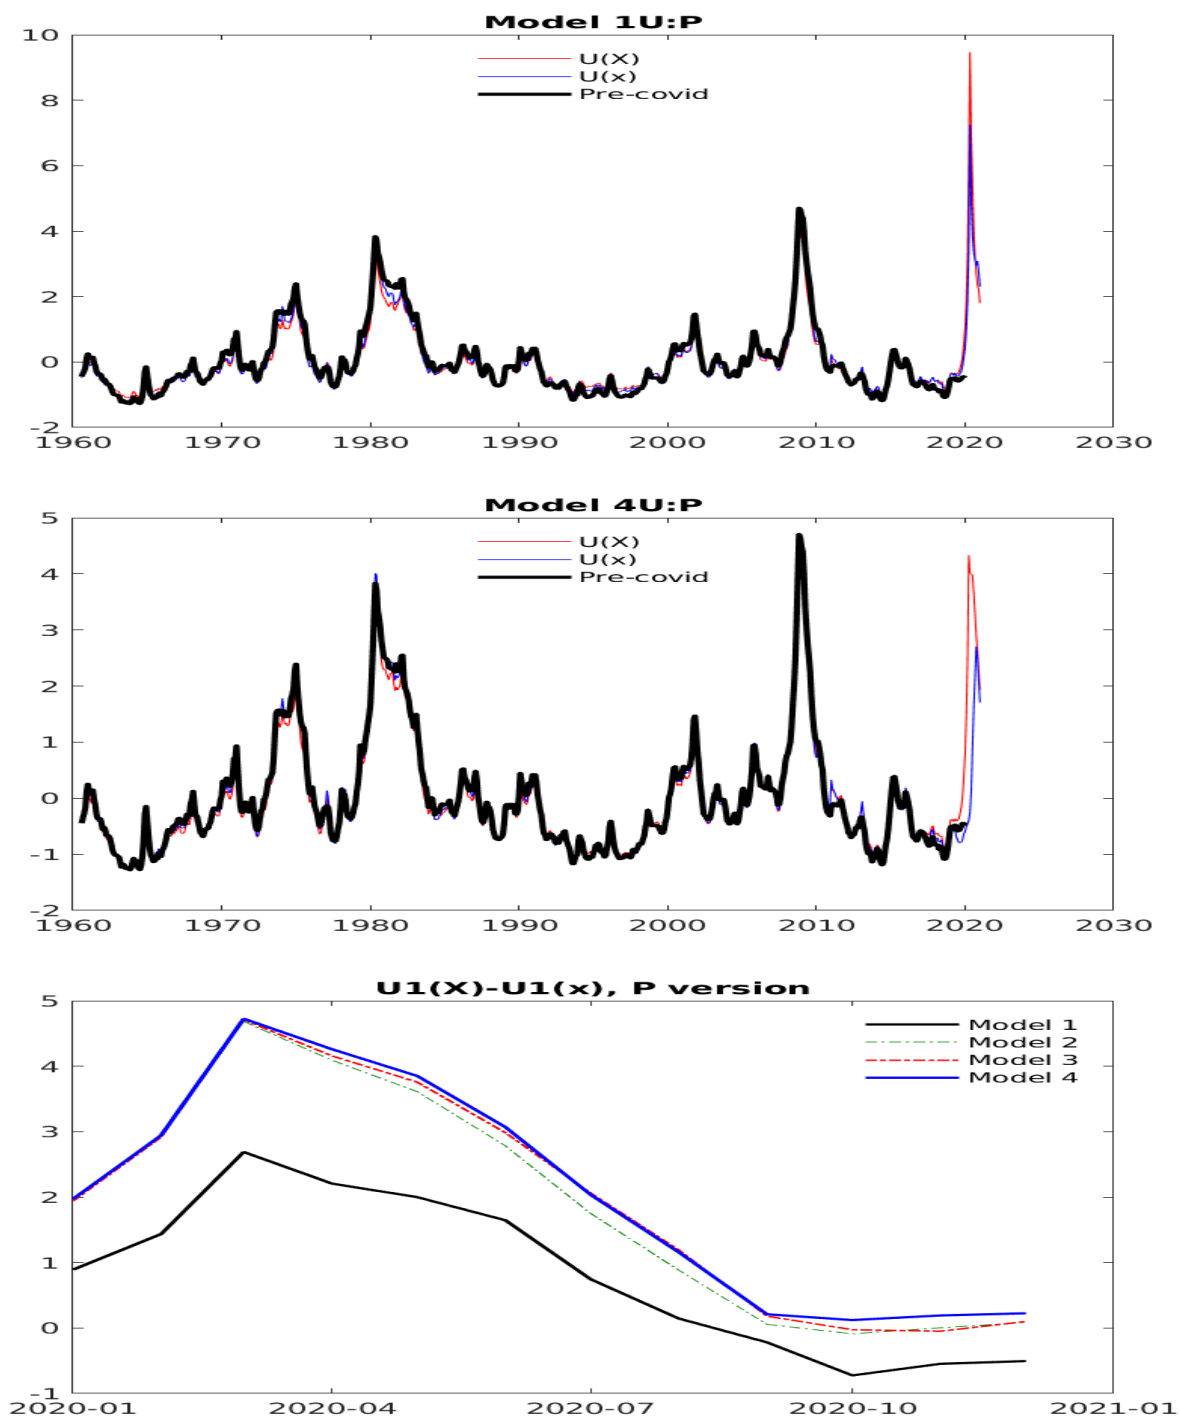 Model 1U:P
10
8
6
4
2
0
-2
U(X)
U(x)
Pre-covid
1960 1970 1980 1990 2000 2010 2020 2030
Model 4U:P
5
4
3
2
1
0
-1
-2
U(X)
U(x)
Pre-covid
1960 1970 1980 1990 2000 2010 2020 2030
U1(X)-U1(x), P version
5
4
3
2
1
0
-1
Model 1
Model 2
Model 3
Model 4
2020-01 2020-04 2020-07 2020-10 2021-01